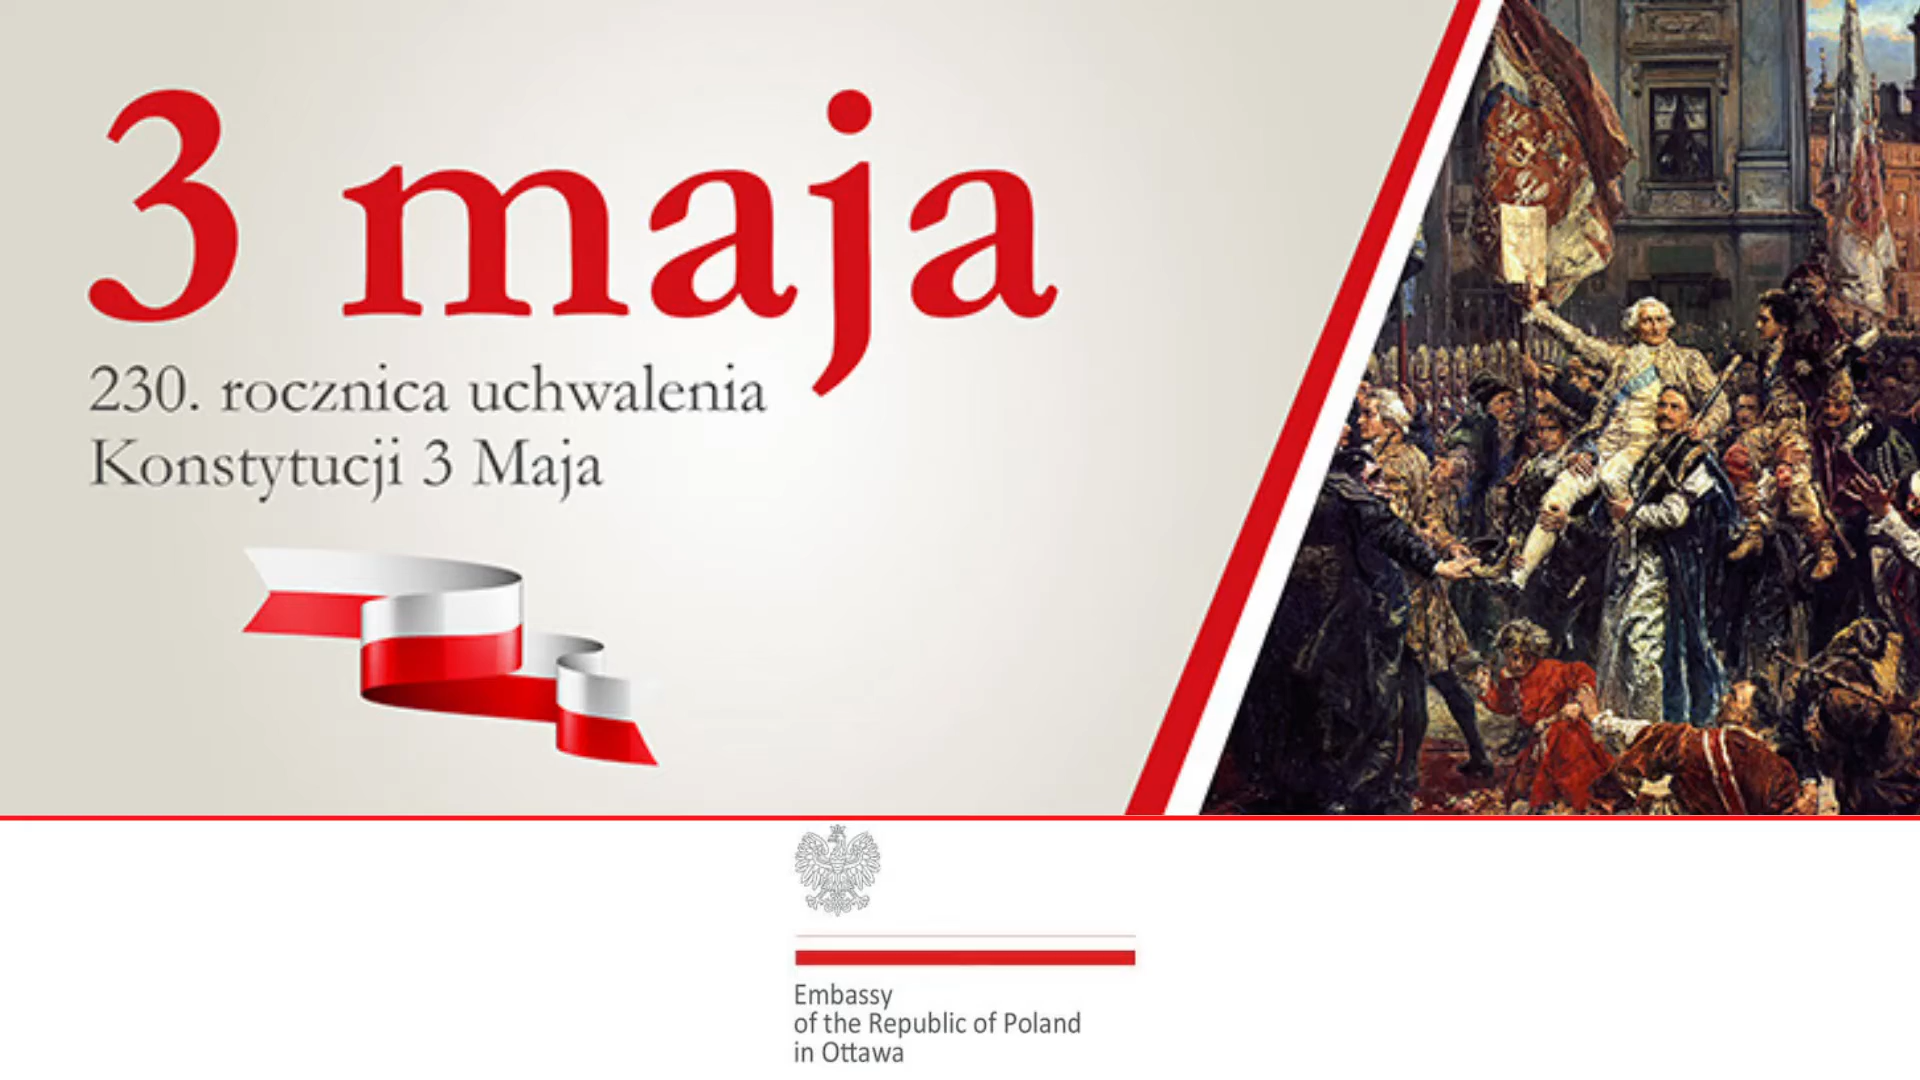 3 maja
230. rocznica uchwalenia
Konstytucji 3 Maja
Embassy
of the Republic of Poland
in Ottawa